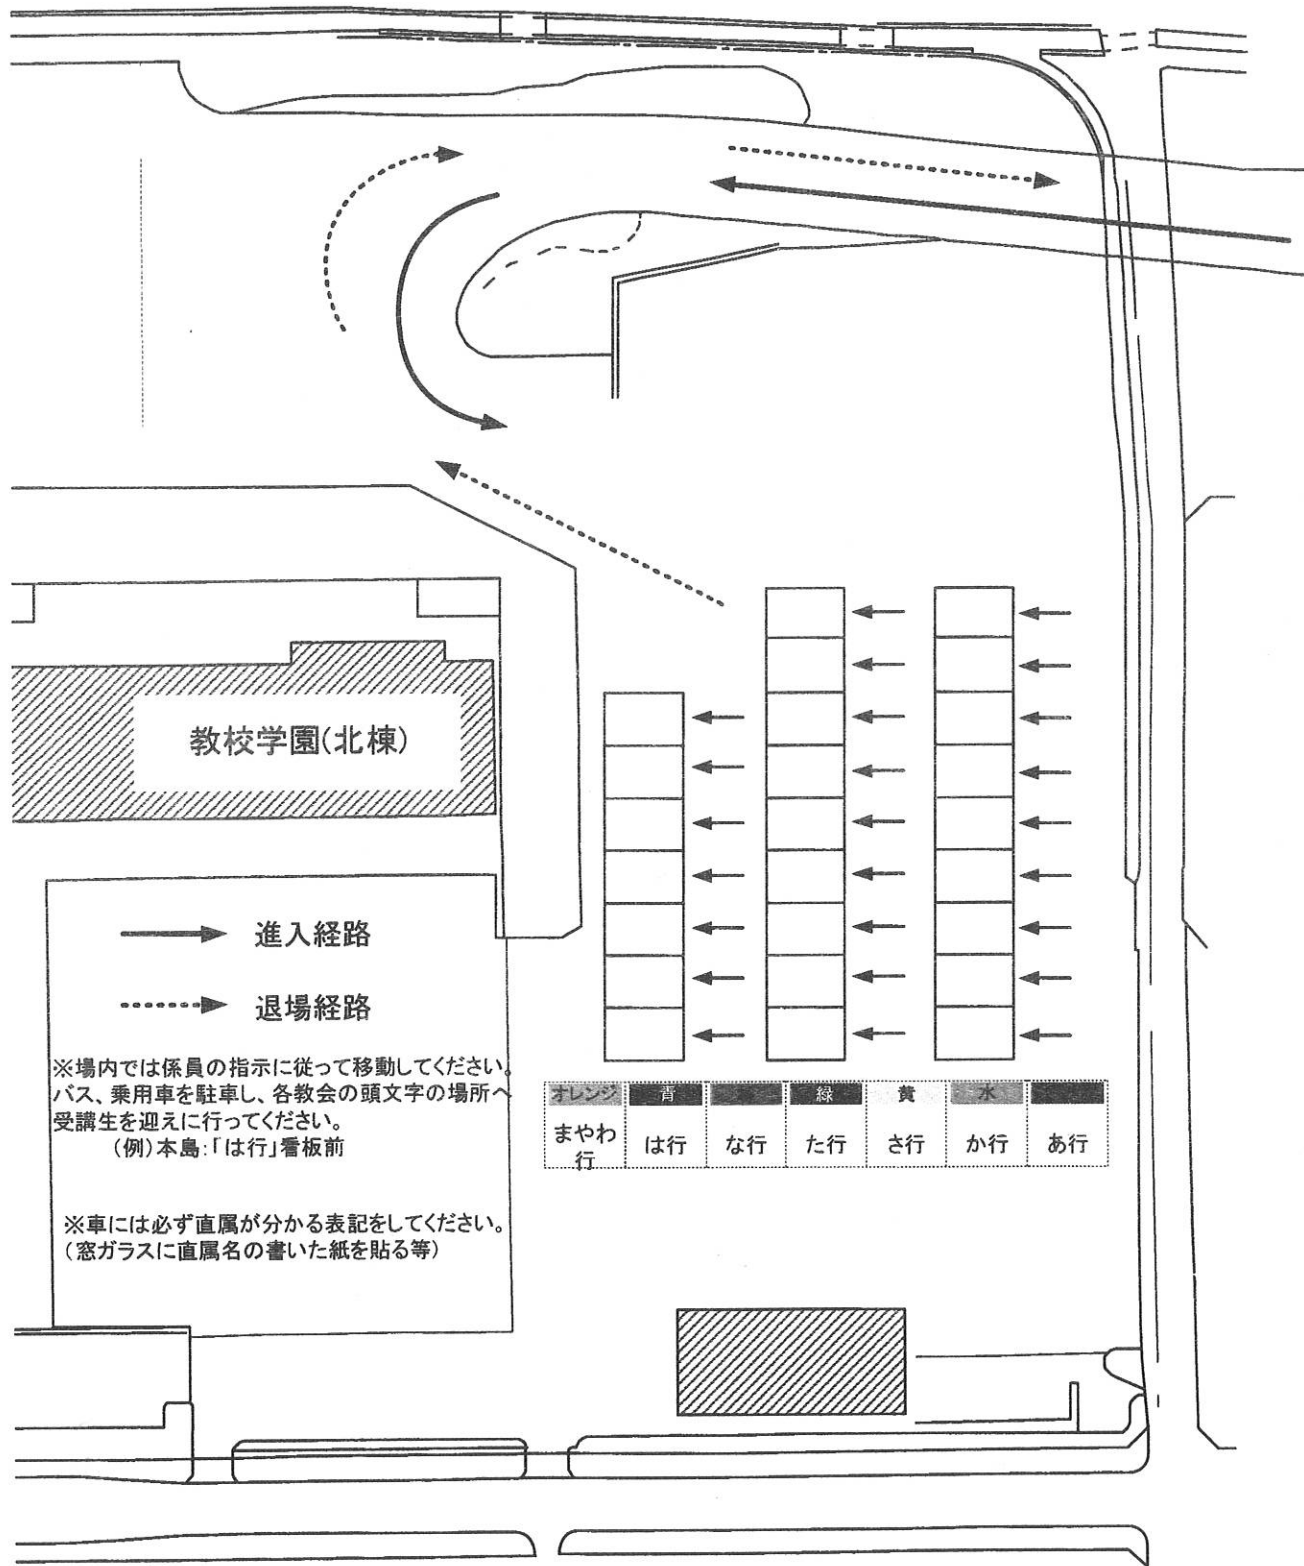 教校学園(北棟)
進入経路
退場経路
※場内では係員の指示に従って移動してください。
バス、乗用車を駐車し、各教会の頭文字の場所へ
受講生を迎えに行ってください。
(例)本島:「は行」看板前
※車には必ず直属が分かる表記をしてください。
(窓ガラスに直属名の書いた紙を貼る等)
オレンジ 青 緑 黄 水
まやわ行 は行 な行 た行 さ行 か行 あ行